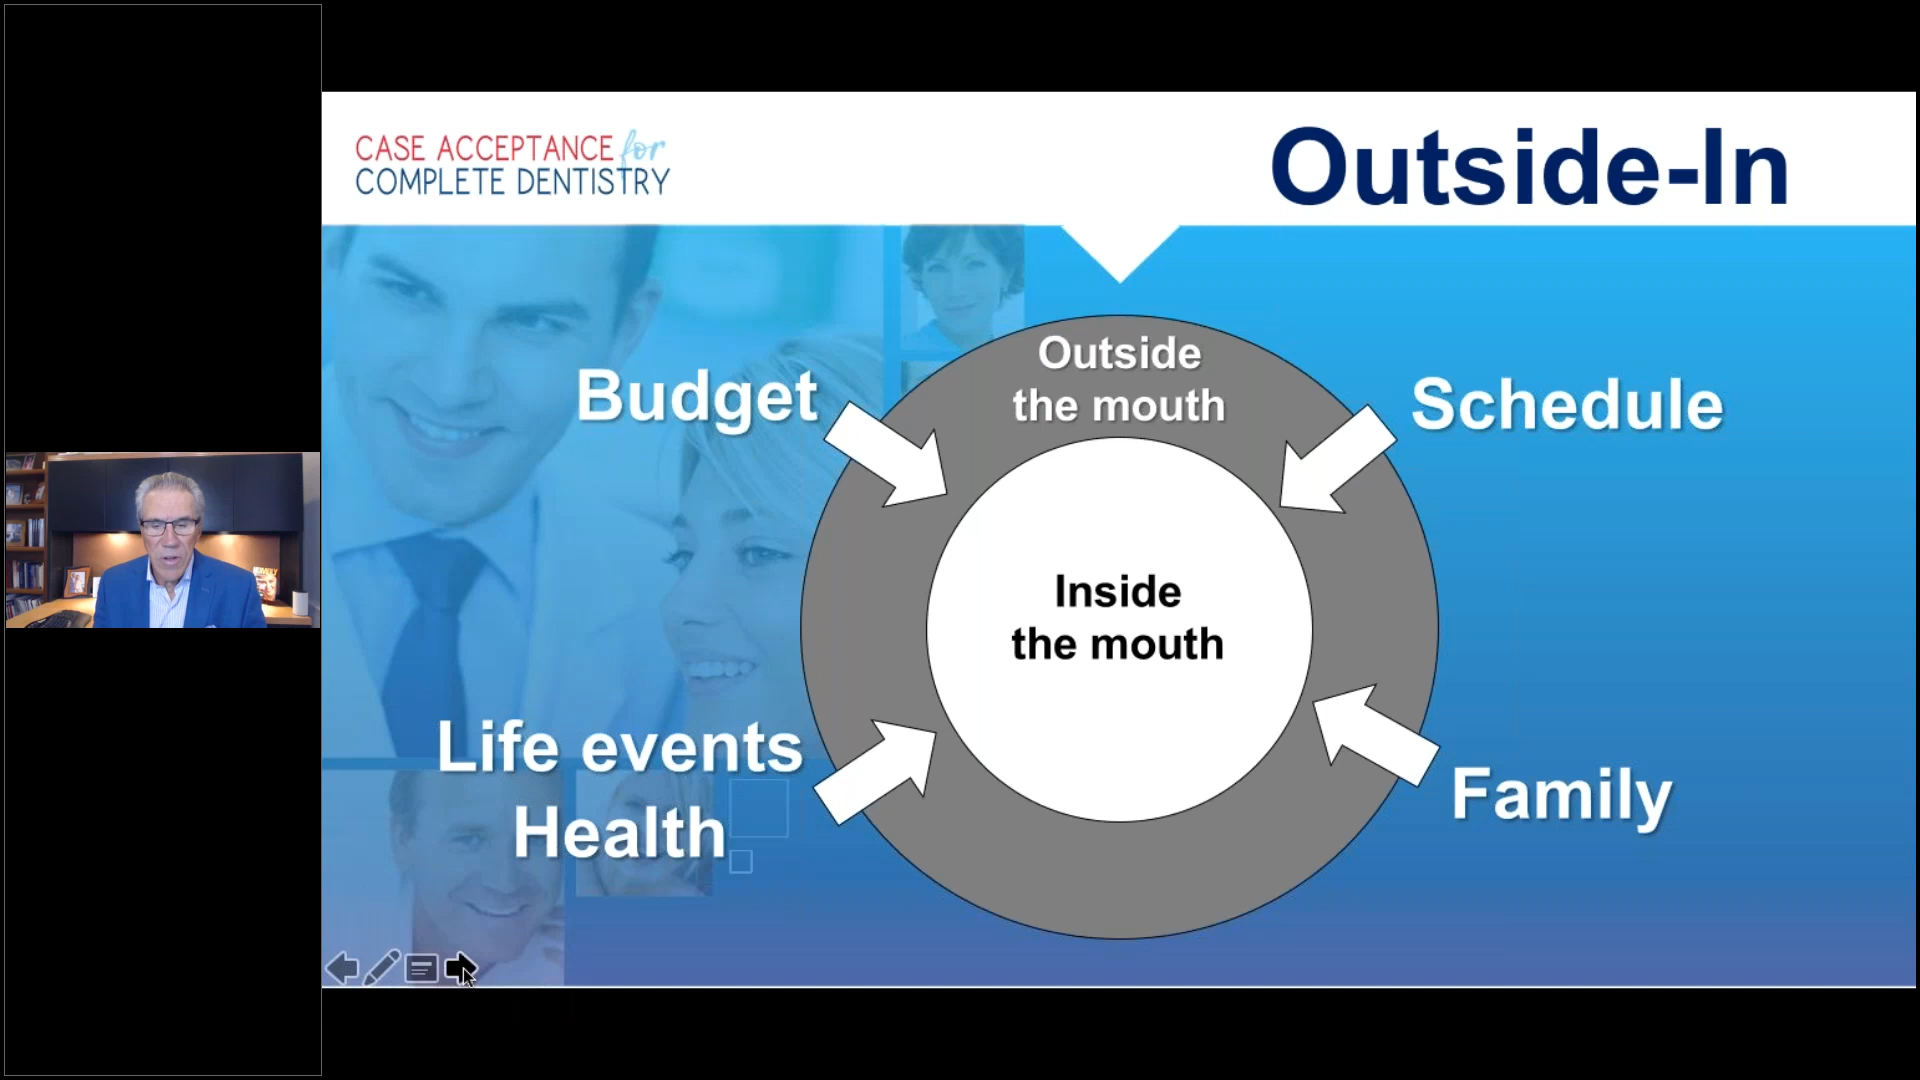 CASE ACCEPTANCE for
COMPLETE DENTISTRY
Outside-In
Outside
the mouth
Budget
Schedule
Inside
the mouth
Life events
Health
Family